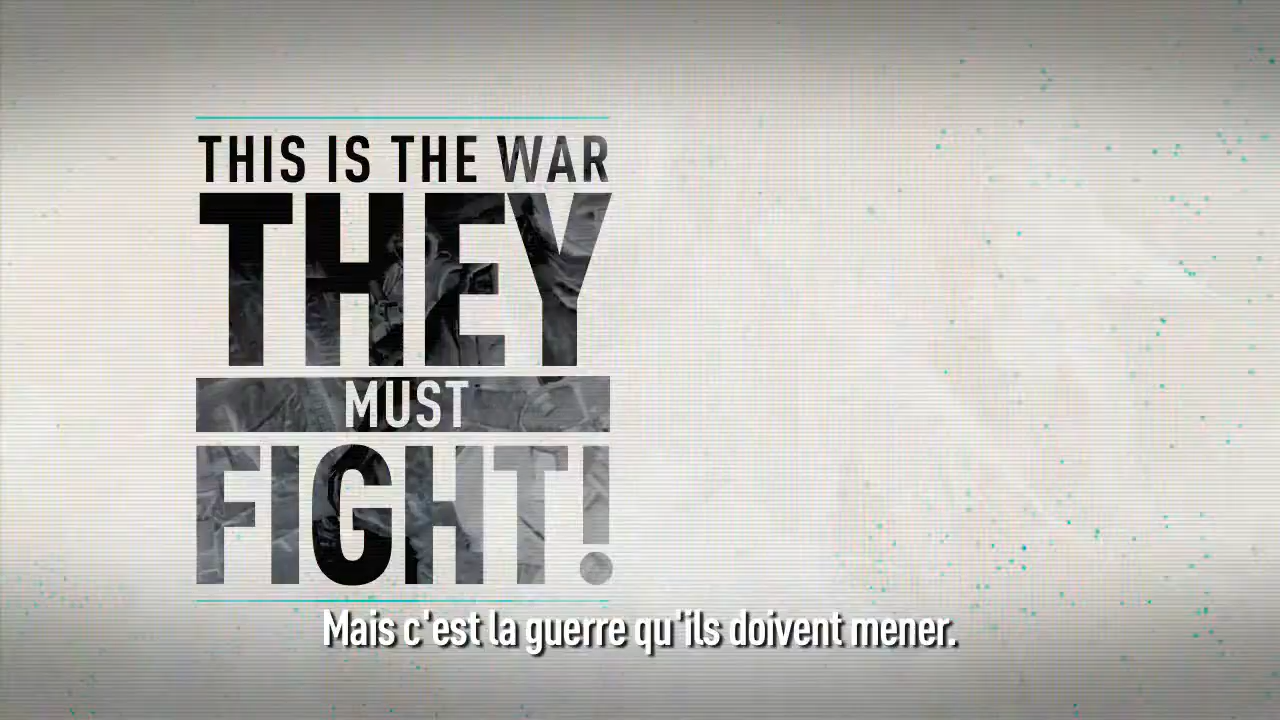 THIS IS THE WAR
THEY
MUST
FIGHT!
Mais c'est la guerre qu'ils doivent mener.